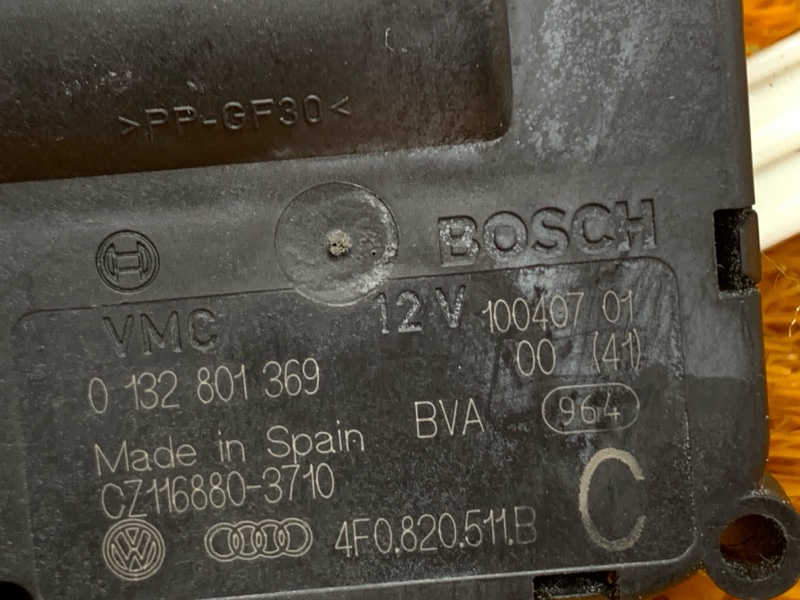 >PP-GF30<
BOSCH
VMC 12 V 100407 01
00 (41)
0 132 801 369
BVA 964
Made in Spain
CZ116880-3710
C
4F0.820.511.B